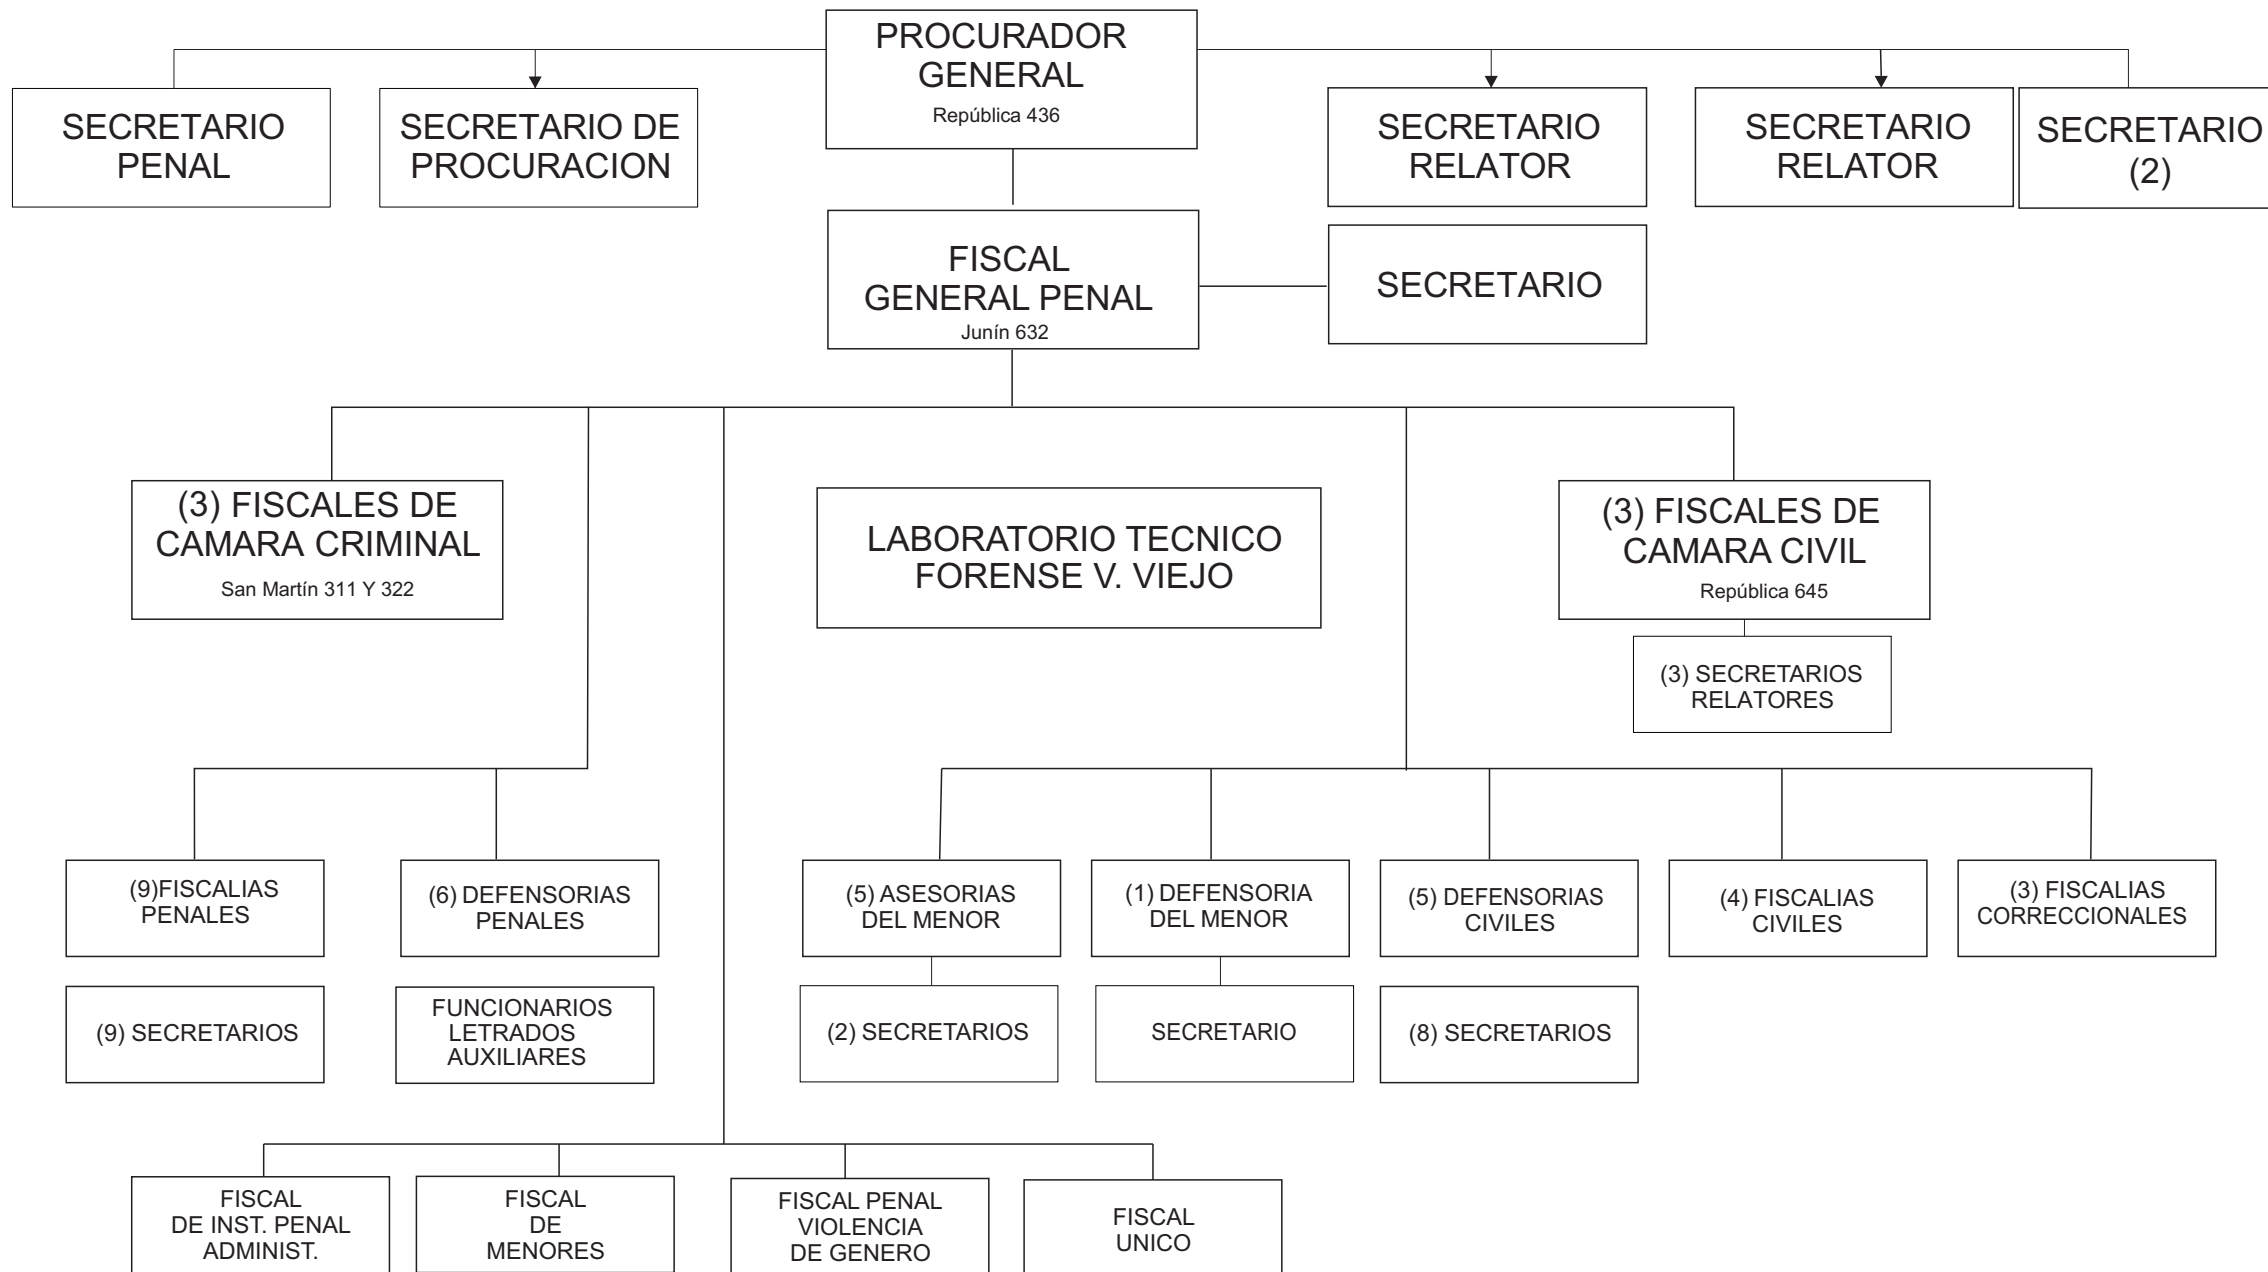 PROCURADOR
GENERAL
República 436
SECRETARIO
PENAL
SECRETARIO DE
PROCURACION
SECRETARIO
RELATOR
SECRETARIO
RELATOR
SECRETARIO
(2)
FISCAL
GENERAL PENAL
Junín 632
SECRETARIO
(3) FISCALES DE
CAMARA CRIMINAL
San Martín 311 Y 322
LABORATORIO TECNICO
FORENSE V. VIEJO
(3) FISCALES DE
CAMARA CIVIL
República 645
(3) SECRETARIOS
RELATORES
(9)FISCALIAS
PENALES
(6) DEFENSORIAS
PENALES
(5) ASESORIAS
DEL MENOR
(1) DEFENSORIA
DEL MENOR
(5) DEFENSORIAS
CIVILES
(4) FISCALIAS
CIVILES
(3) FISCALIAS
CORRECCIONALES
(9) SECRETARIOS
FUNCIONARIOS
LETRADOS
AUXILIARES
(2) SECRETARIOS
SECRETARIO
(8) SECRETARIOS
FISCAL
DE INST. PENAL
ADMINIST.
FISCAL
DE
MENORES
FISCAL PENAL
VIOLENCIA
DE GENERO
FISCAL
UNICO